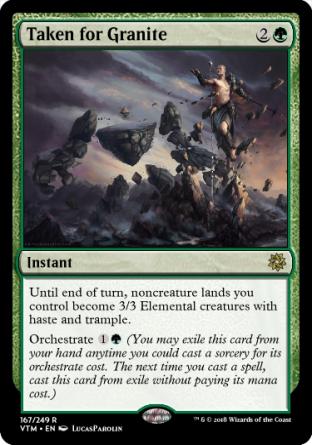 Taken for Granite 2
Instant
Until end of turn, noncreature lands you
control become 3/3 Elemental creatures with
haste and trample.
Orchestrate 1 (You may exile this card from
your hand anytime you could cast a sorcery for its
orchestrate cost. The next time you cast a spell,
cast this card from exile without paying its mana
cost.)
167/249 R
VTM • EN LucasParolin
™ & © 2018 Wizards of the Coast